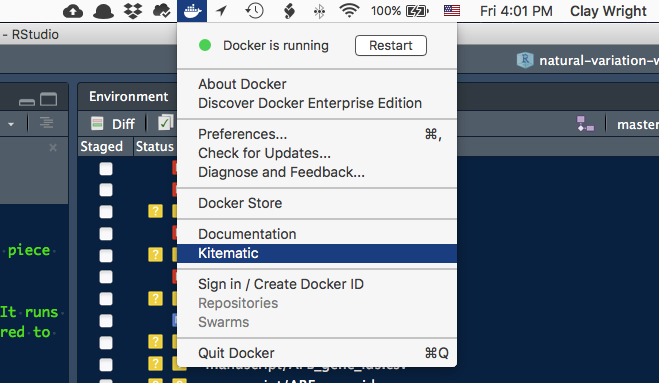 100%
Fri 4:01 PM
Clay Wright
- RStudio
Docker is running
Restart
natural-variation-w
About Docker
Discover Docker Enterprise Edition
Environment
Diff
master
Preferences...
⌘,
Check for Updates...
Diagnose and Feedback...
Staged
Status
Docker Store
Documentation
piece
Kitematic
Sign in / Create Docker ID
Repositories
It runs
Swarms
red to
Quit Docker
⌘Q